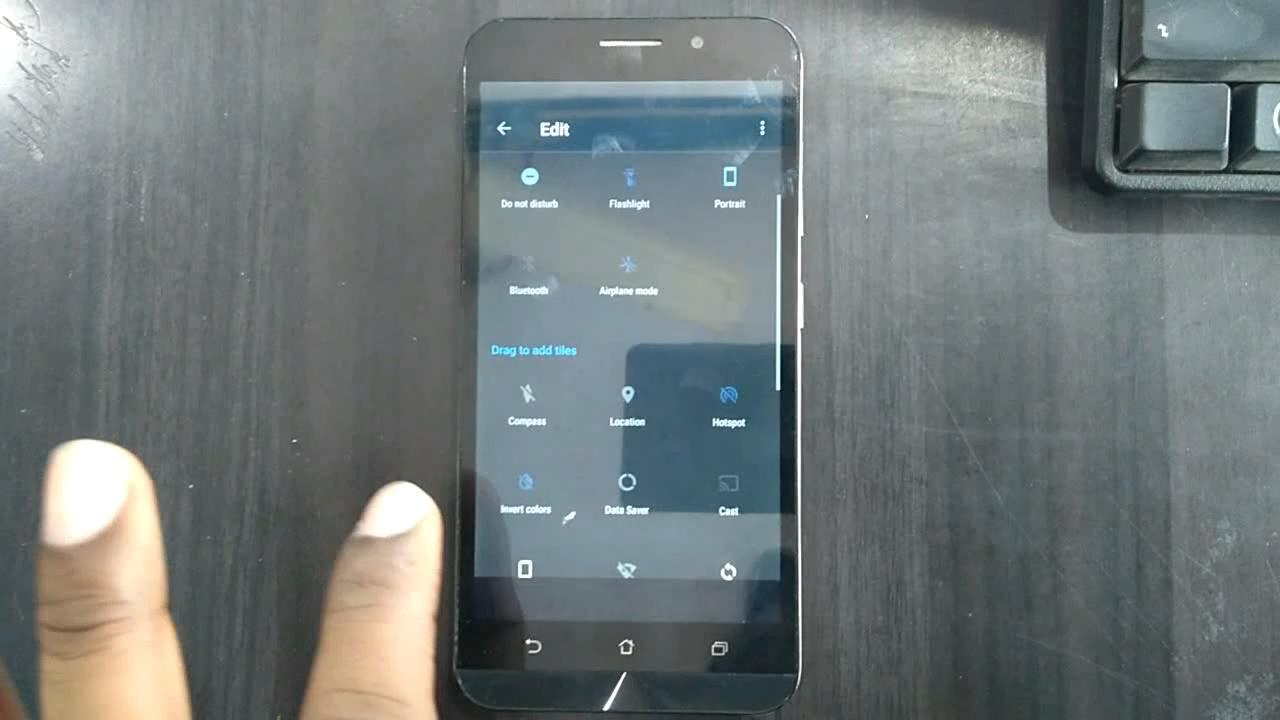 Edit
Do not disturb Flashlight Portrait
Bluetooth Airplane mode
Drag to add tiles
Compass Location Hotspot
Invert colors Data Saver Cast